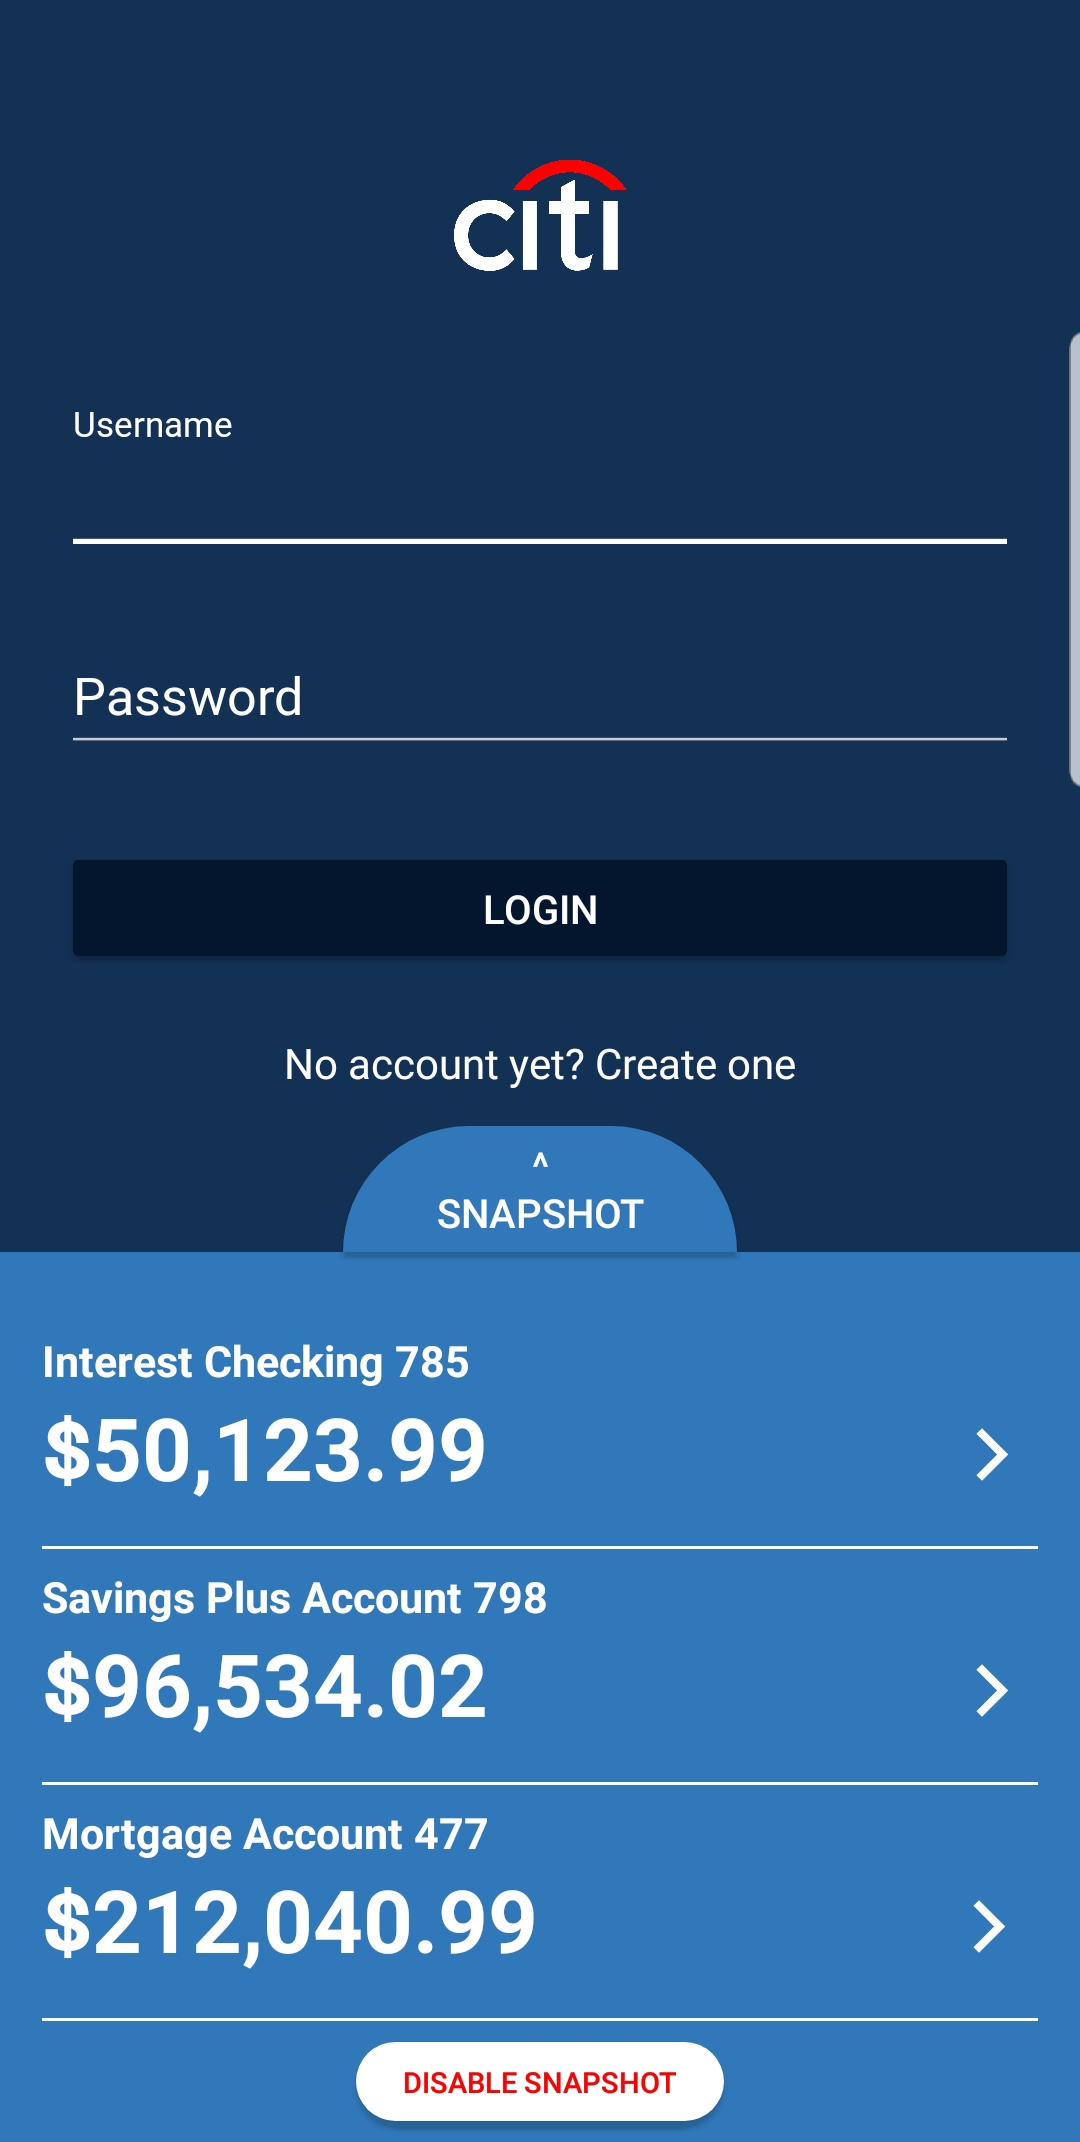 citi
Username
Password
LOGIN
No account yet? Create one
^
SNAPSHOT
Interest Checking 785
$50,123.99
Savings Plus Account 798
$96,534.02
Mortgage Account 477
$212,040.99
DISABLE SNAPSHOT